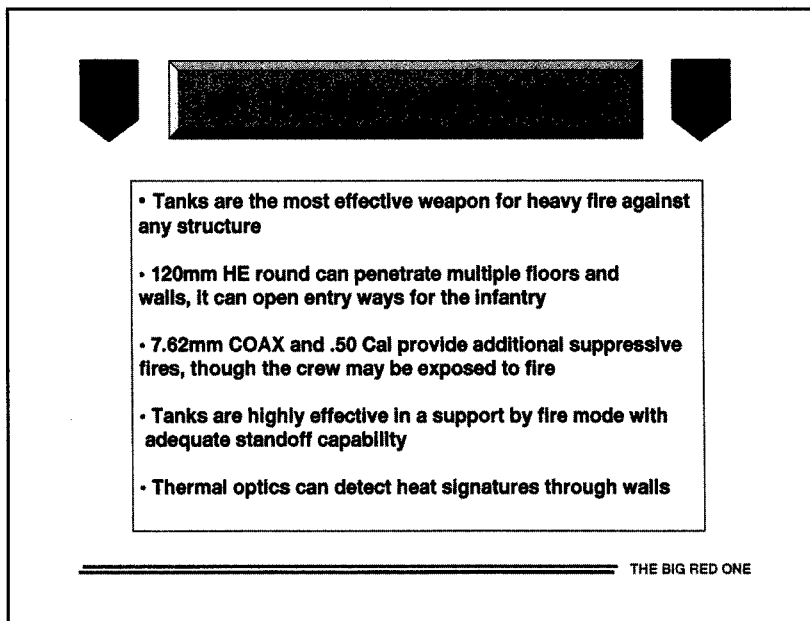 • Tanks are the most effective weapon for heavy fire against
any structure
• 120mm HE round can penetrate multiple floors and
walls, it can open entry ways for the infantry
• 7.62mm COAX and .50 Cal provide additional suppressive
fires, though the crew may be exposed to fire
• Tanks are highly effective in a support by fire mode with
adequate standoff capability
• Thermal optics can detect heat signatures through walls
THE BIG RED ONE